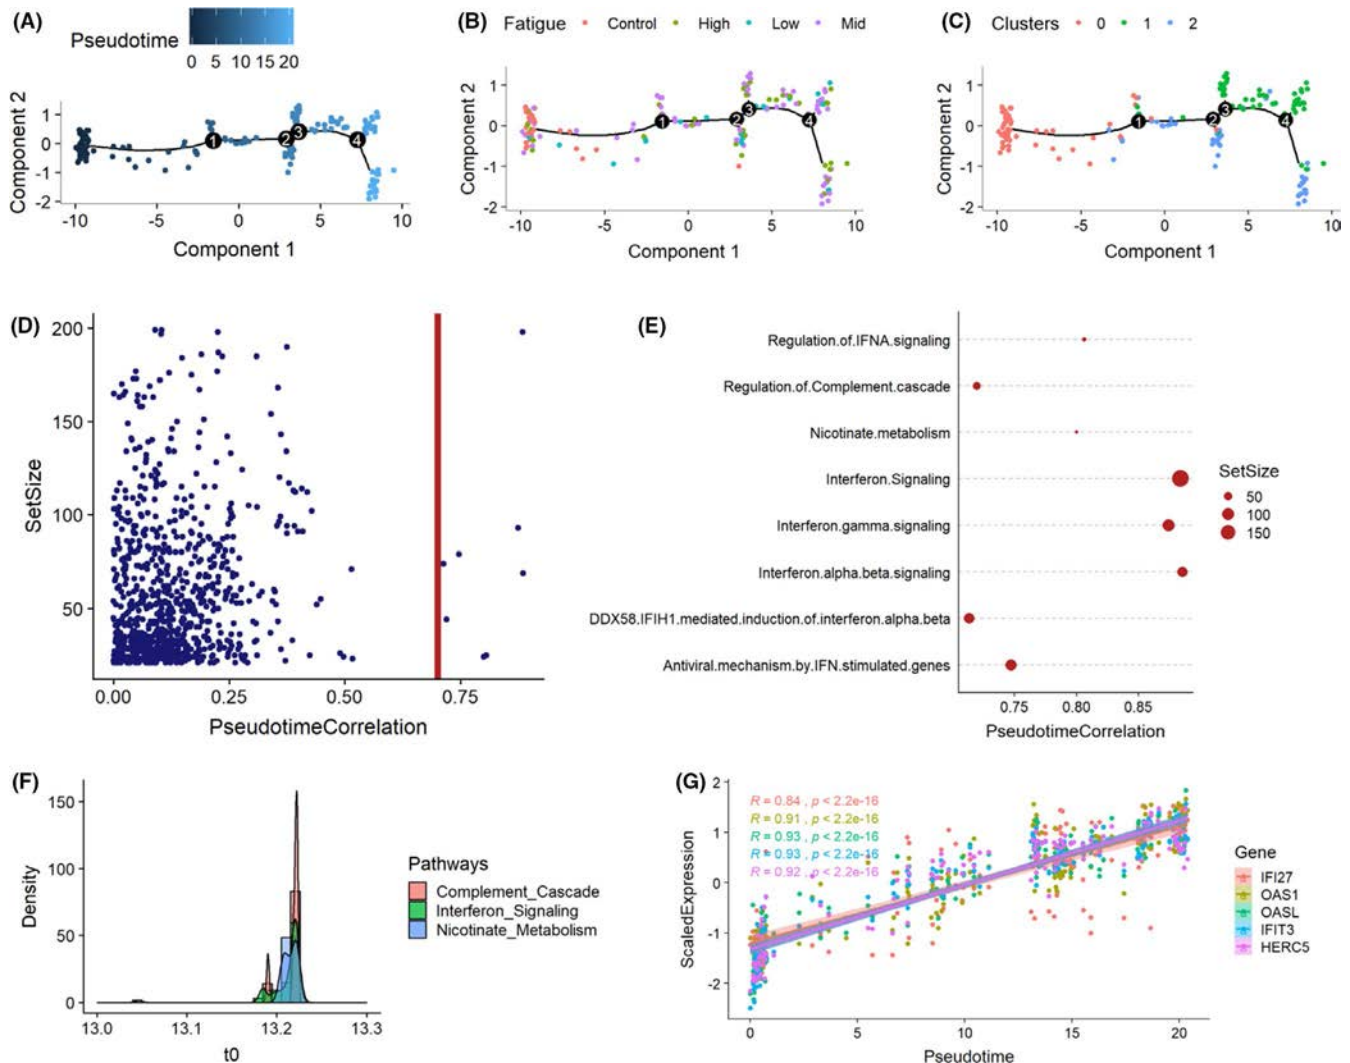 (A)
Pseudotime
0 5 10 15 20
Component 2
1
0
-1
-2
1 2 3 4
-10 -5 0 5 10
Component 1
(B)
Fatigue Control High Low Mid
Component 2
1
0
-1
-2
1 2 3 4
-10 -5 0 5 10
Component 1
(C)
Clusters 0 1 2
Component 2
1
0
-1
-2
1 2 3 4
-10 -5 0 5 10
Component 1
(D)
SetSize
200
150
100
50
0.00 0.25 0.50 0.75
PseudotimeCorrelation
(E)
Regulation.of.IFNA.signaling
Regulation.of.Complement.cascade
Nicotinate.metabolism
Interferon.Signaling
Interferon.gamma.signaling
Interferon.alpha.beta.signaling
DDX58.IFIH1.mediated.induction.of.interferon.alpha.beta
Antiviral.mechanism.by.IFN.stimulated.genes
0.75 0.80 0.85
PseudotimeCorrelation
SetSize
50
100
150
(F)
Density
150
100
50
0
13.0 13.1 13.2 13.3
t0
Pathways
Complement_Cascade
Interferon_Signaling
Nicotinate_Metabolism
(G)
ScaledExpression
2
1
0
-1
-2
R = 0.84 , p < 2.2e-16
R = 0.91 , p < 2.2e-16
R = 0.93 , p < 2.2e-16
R = 0.93 , p < 2.2e-16
R = 0.92 , p < 2.2e-16
0 5 10 15 20
Pseudotime
Gene
IFI27
OAS1
OASL
IFIT3
HERC5